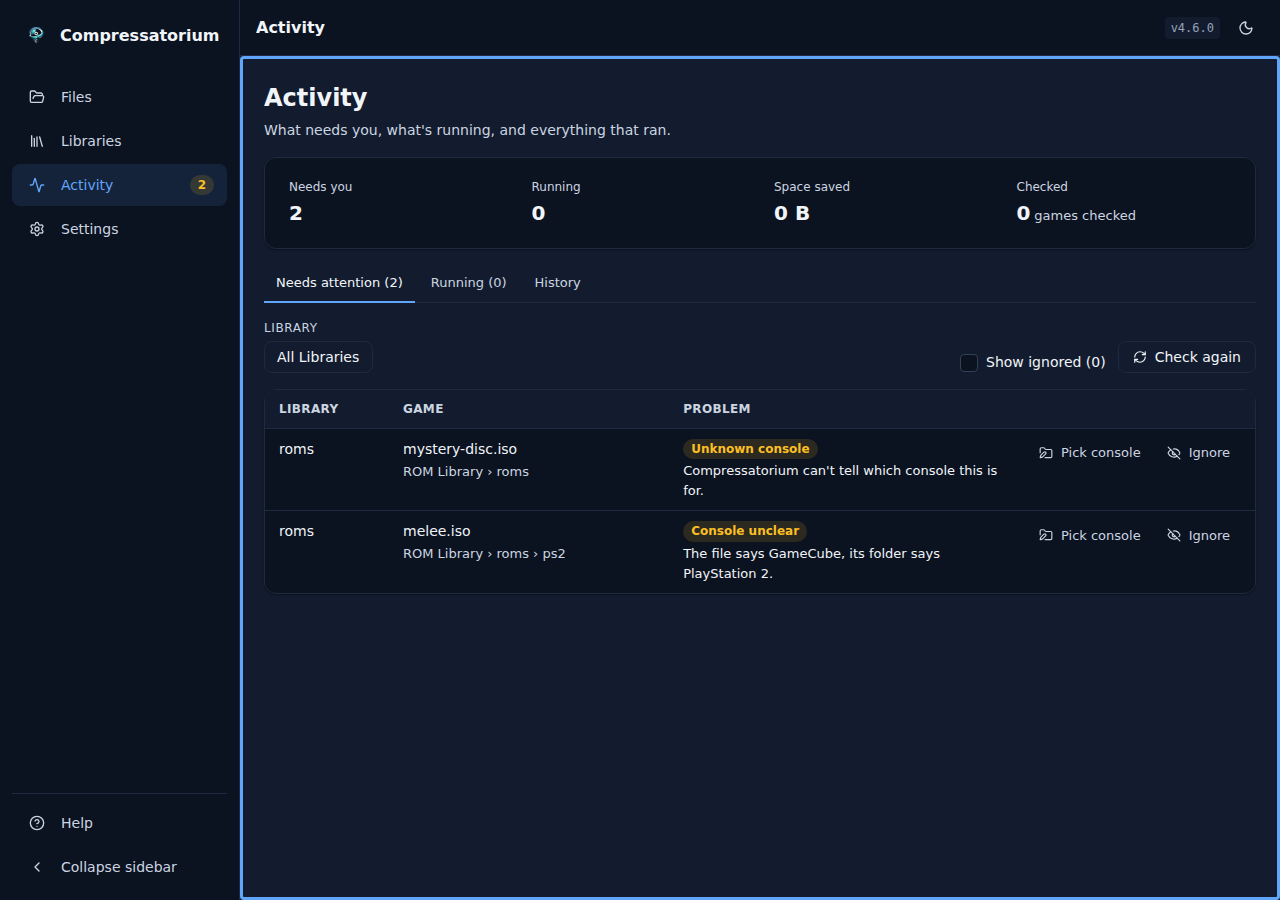 Compressatorium
Activity
v4.6.0
Files
Libraries
Activity 2
Settings
Help
Collapse sidebar
Activity
What needs you, what's running, and everything that ran.
Needs you Running Space saved Checked
2 0 0 B 0 games checked
Needs attention (2) Running (0) History
LIBRARY
All Libraries Show ignored (0) Check again
LIBRARY GAME PROBLEM
roms mystery-disc.iso Unknown console Pick console Ignore
ROM Library › roms Compressatorium can't tell which console this is
for.
roms melee.iso Console unclear Pick console Ignore
ROM Library › roms › ps2 The file says GameCube, its folder says
PlayStation 2.